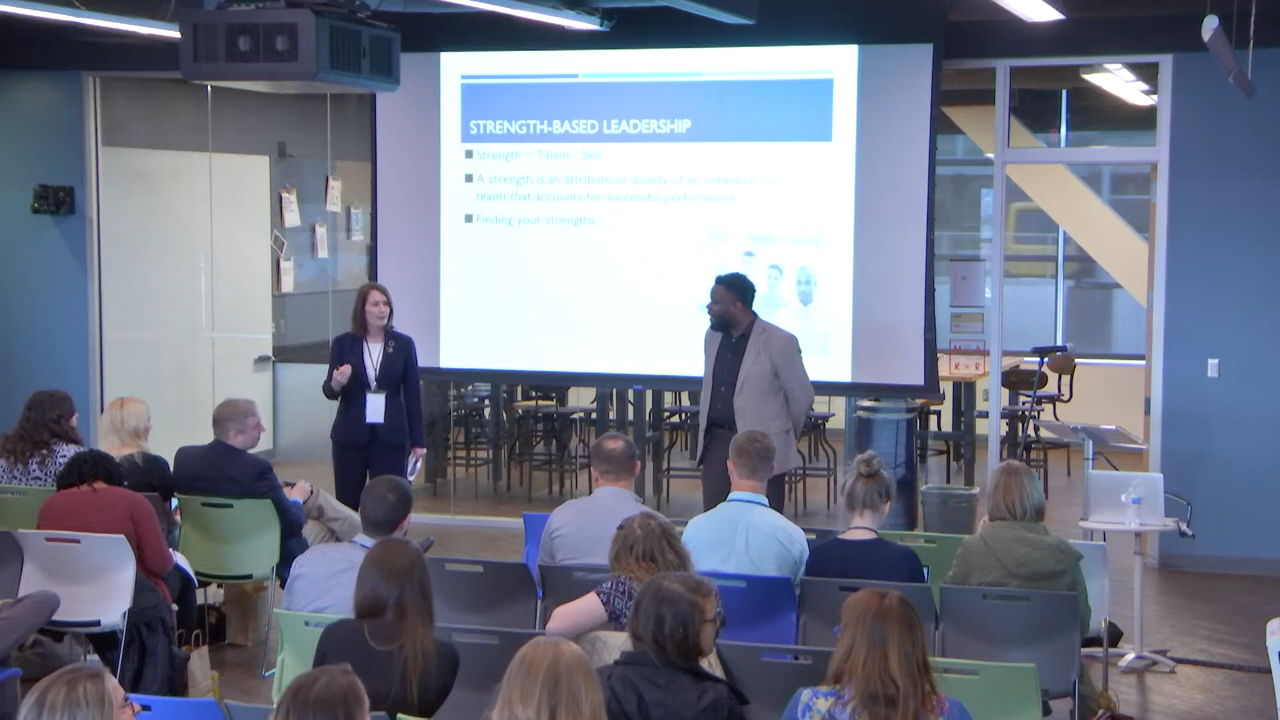 STRENGTH-BASED LEADERSHIP
Strength = Talent + Skill
A strength is an attribute or quality of an individual (or
team) that accounts for successful performance
Finding your strengths